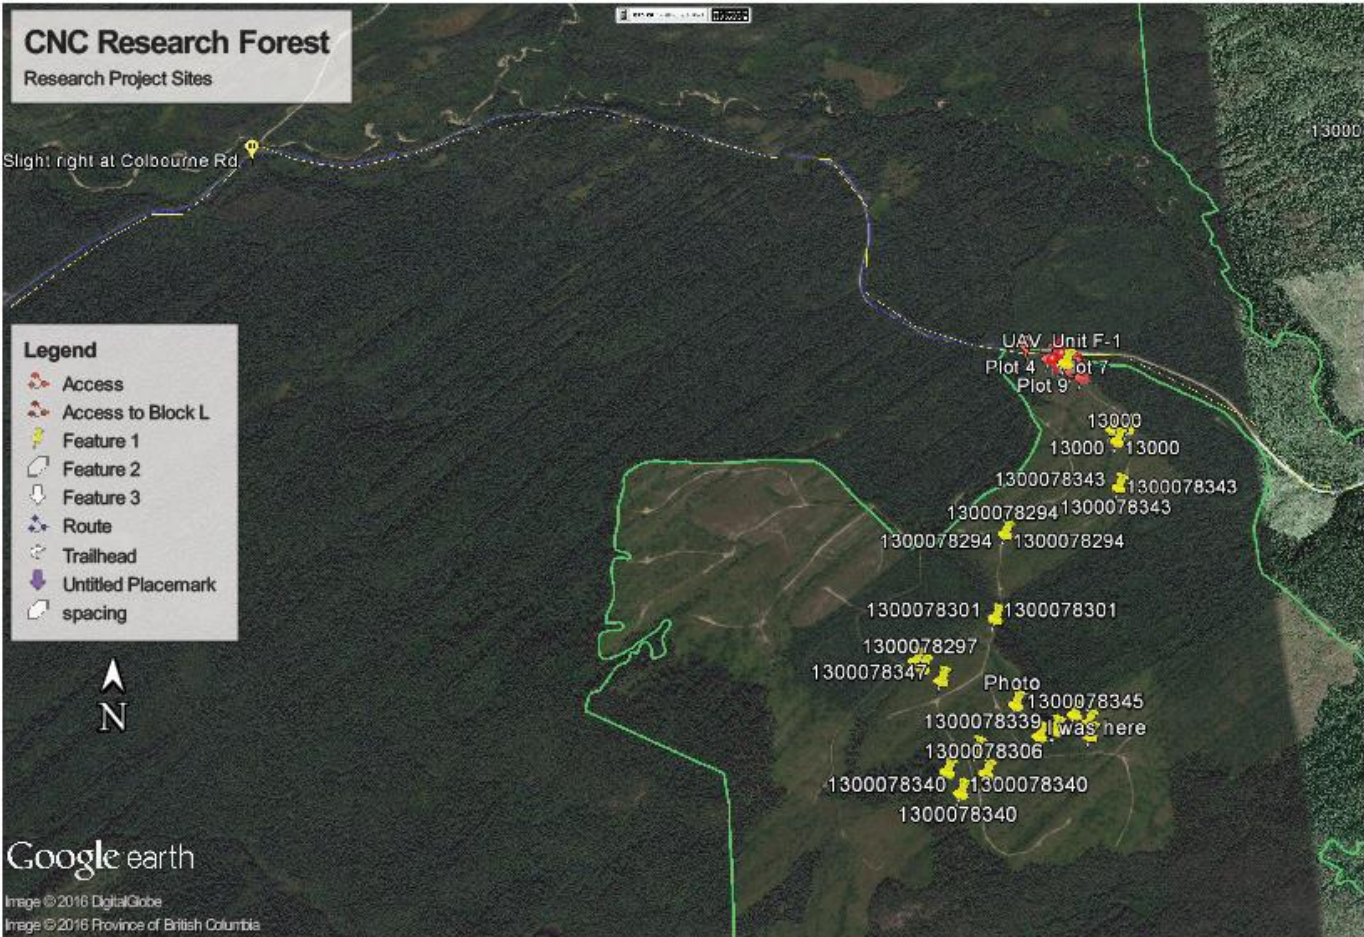 CNC Research Forest
Research Project Sites
13000
Slight right at Colbourne Rd.
UAV Unit F-1
Plot 4
ot 7
Plot 9
Legend
Access
Access to Block L
Feature 1
Feature 2
Feature 3
Route
Trailhead
Untitled Placemark
spacing
13000
13000 13000
1300078343 1300078343
1300078343
1300078294
1300078294 1300078294
1300078301 1300078301
1300078297
1300078347
Photo
1300078345
1300078339 I was here
1300078306
1300078340 1300078340
1300078340
N
Google earth
Image © 2016 DigitalGlobe
Image © 2016 Province of British Columbia